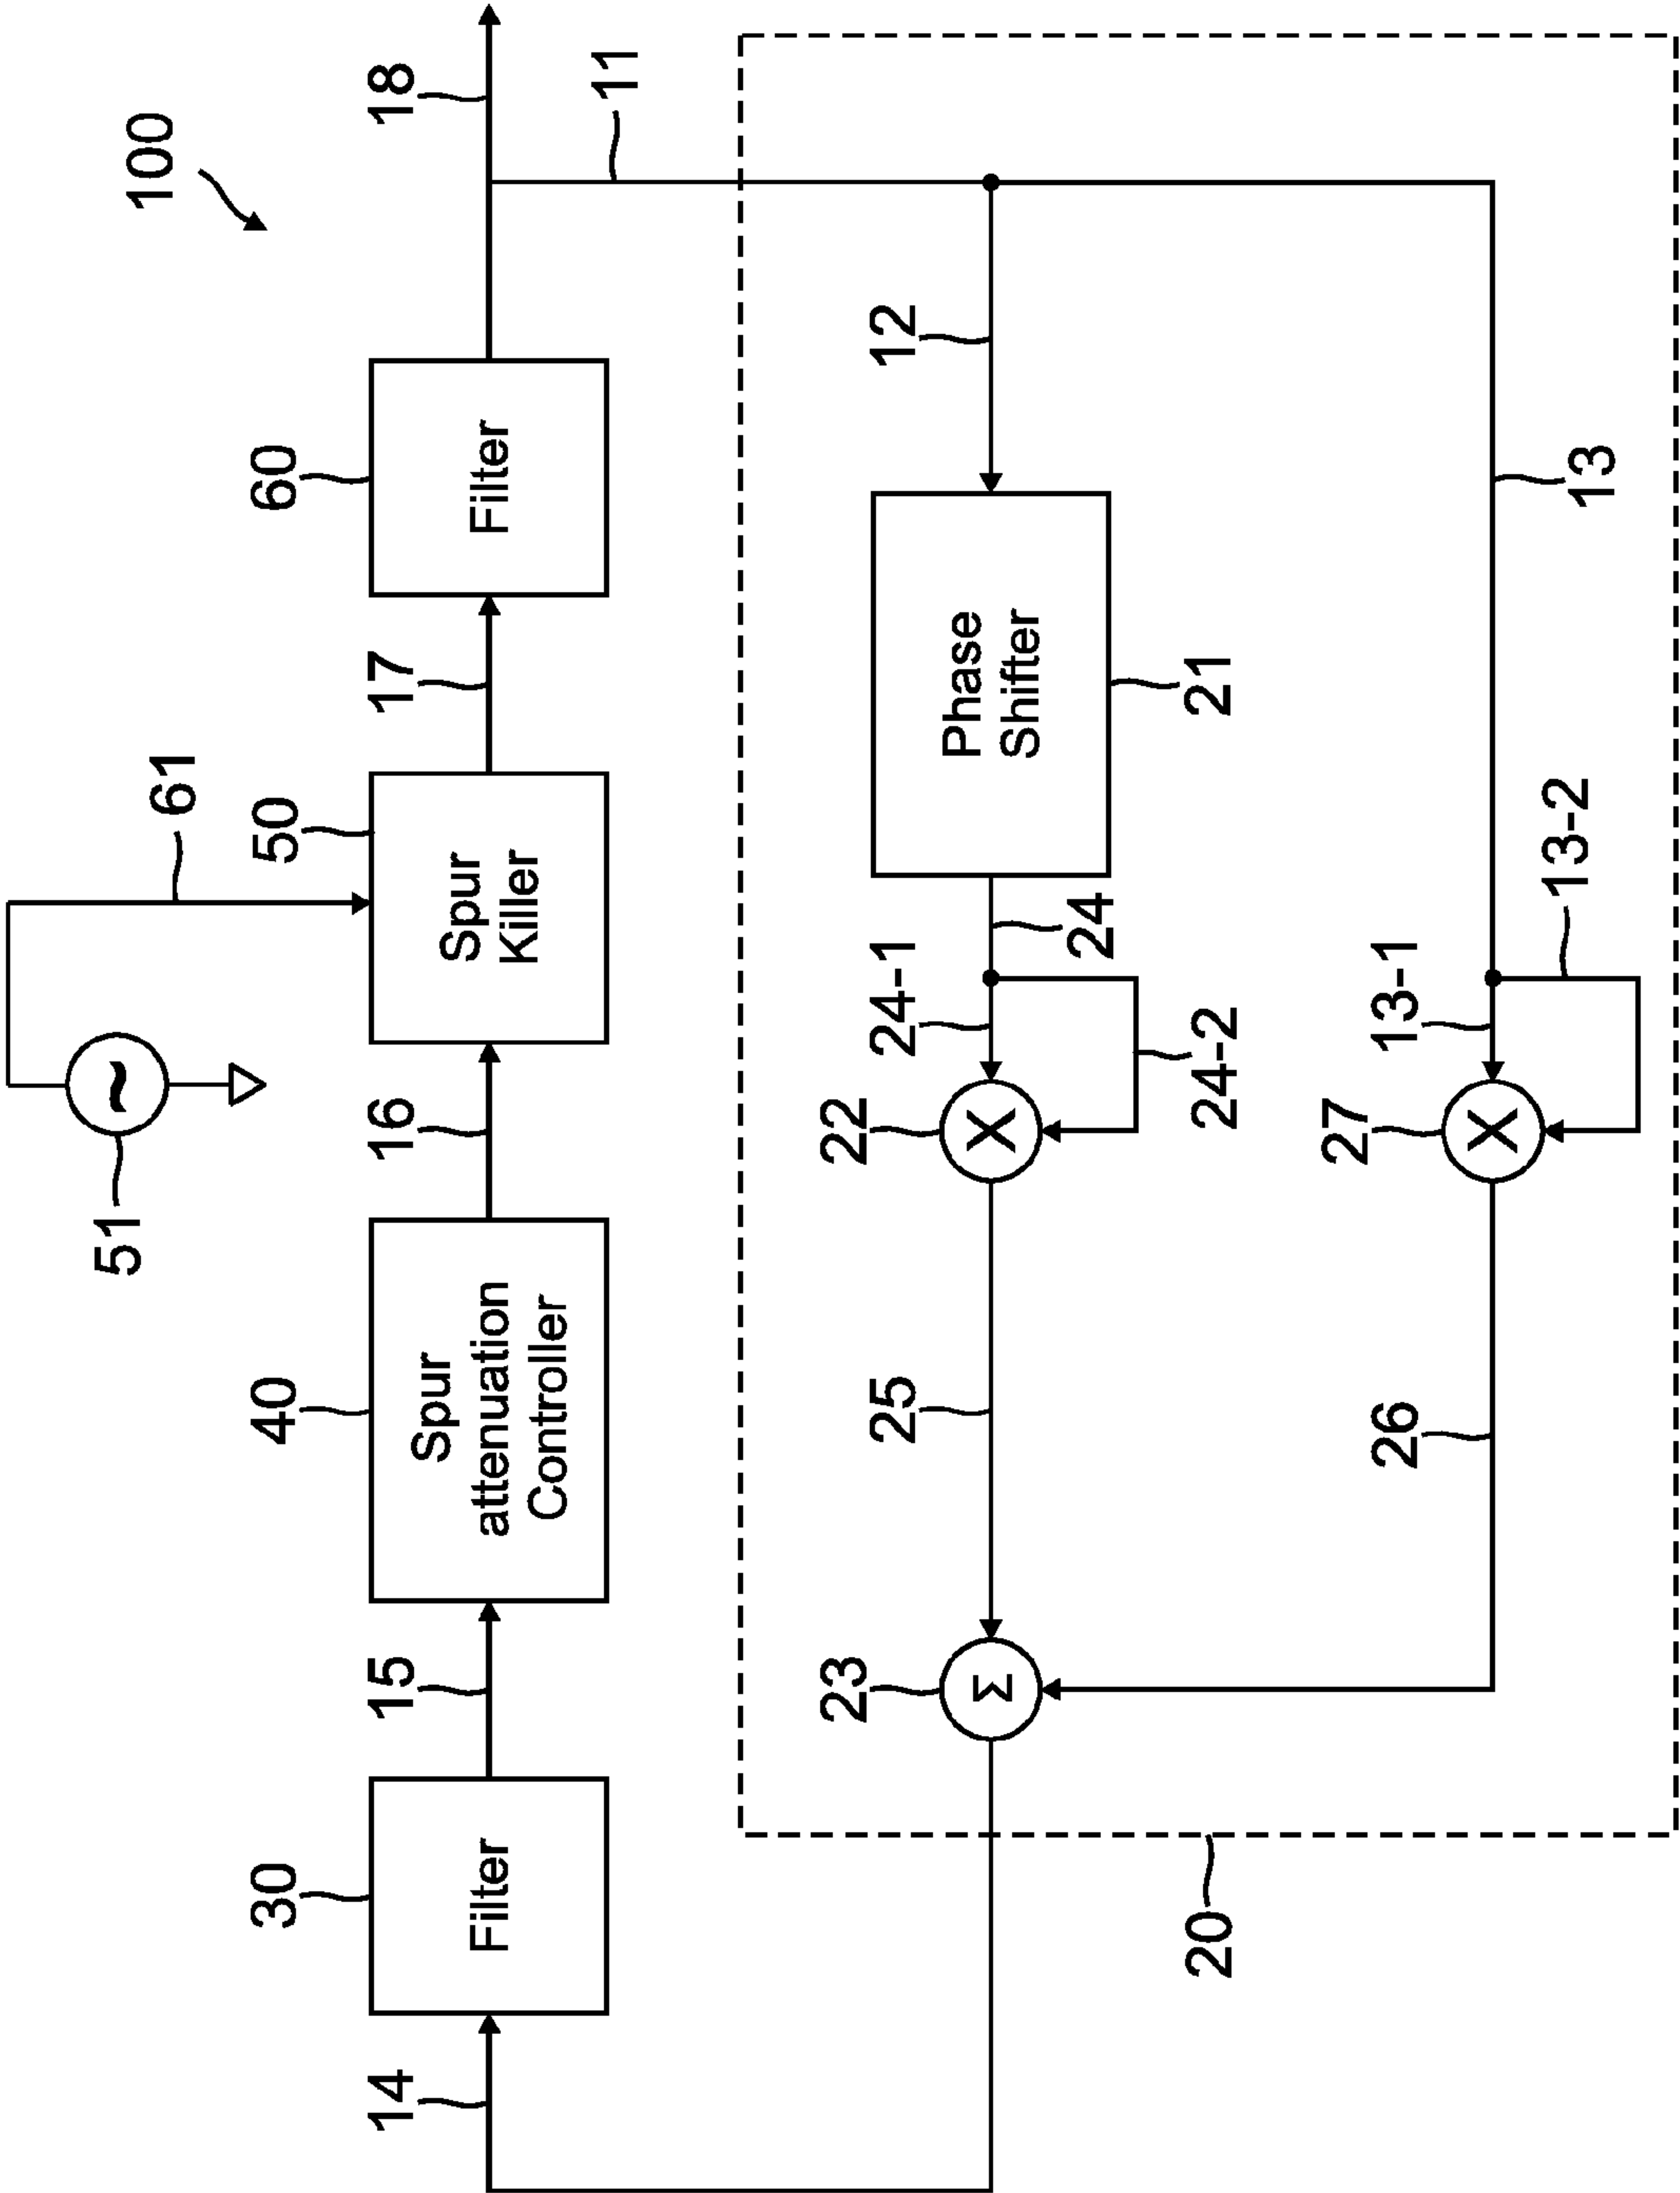 100
51
61
30
40
50
60
Filter
Spur
attenuation
Controller
Spur
Killer
Filter
14
15
16
17
18
11
23
25
22
24-1
12
Σ
X
Phase
Shifter
24
24-2
21
20
26
27
13-1
X
13-2
13